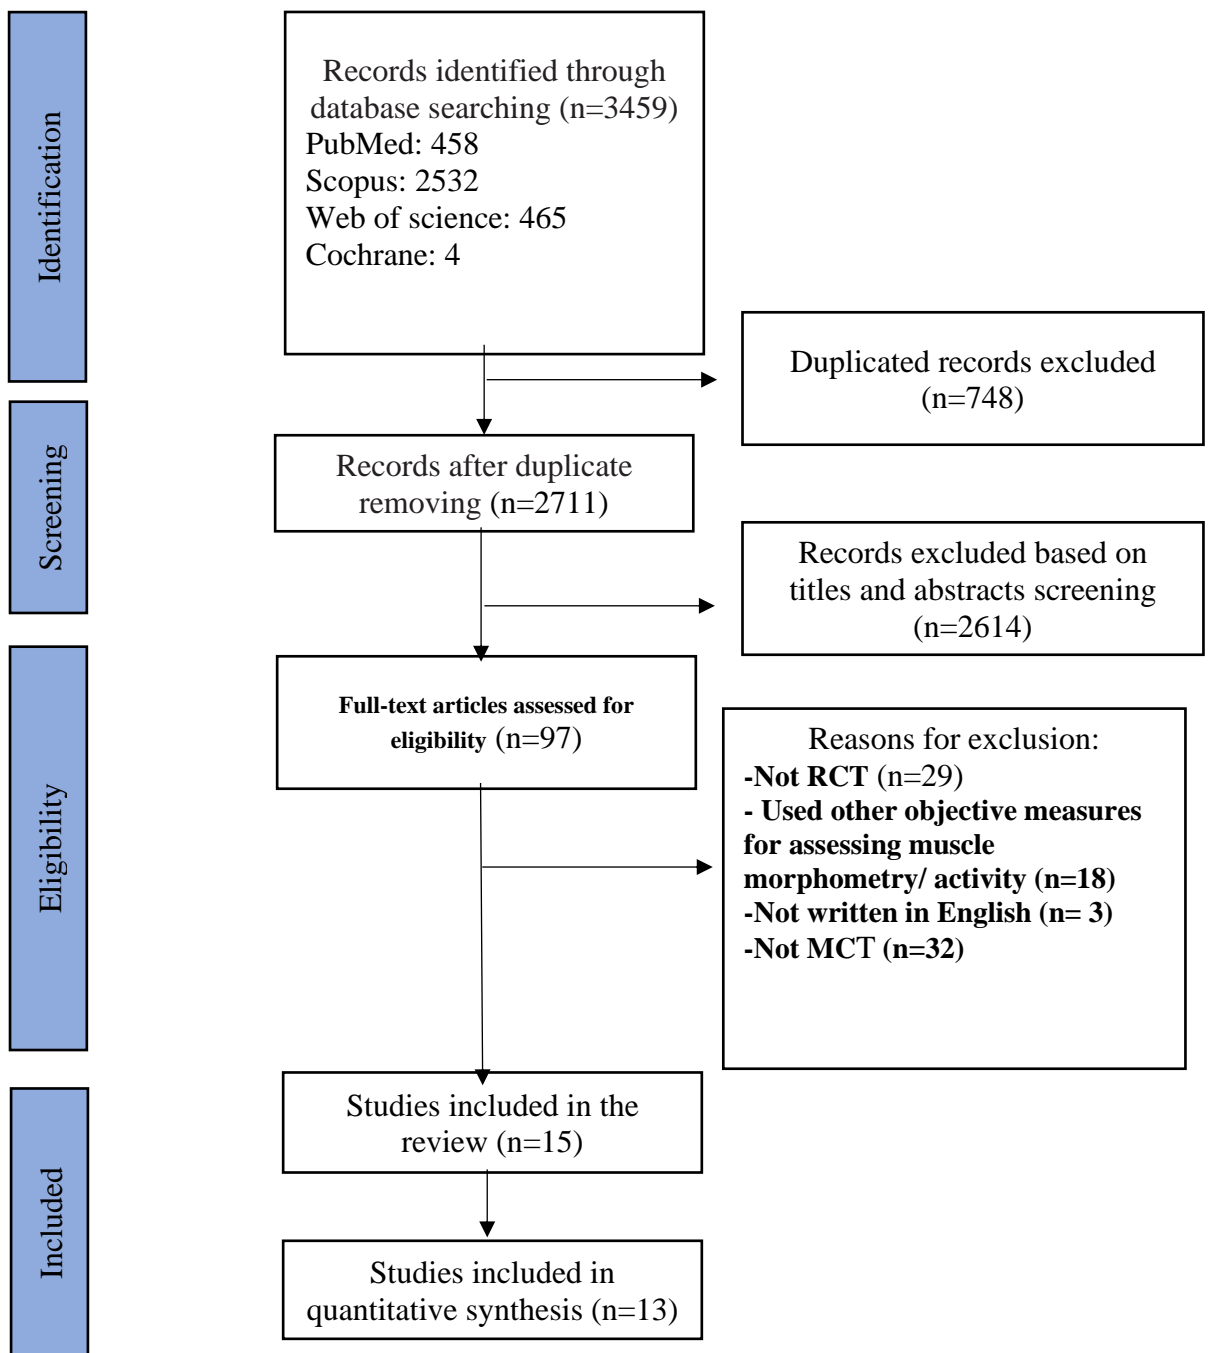 Identification
Records identified through
database searching (n=3459)
PubMed: 458
Scopus: 2532
Web of science: 465
Cochrane: 4
Duplicated records excluded
(n=748)
Screening
Records after duplicate
removing (n=2711)
Records excluded based on
titles and abstracts screening
(n=2614)
Eligibility
Full-text articles assessed for
eligibility (n=97)
Reasons for exclusion:
-Not RCT (n=29)
- Used other objective measures
for assessing muscle
morphometry/ activity (n=18)
-Not written in English (n= 3)
-Not MCT (n=32)
Included
Studies included in the
review (n=15)
Studies included in
quantitative synthesis (n=13)